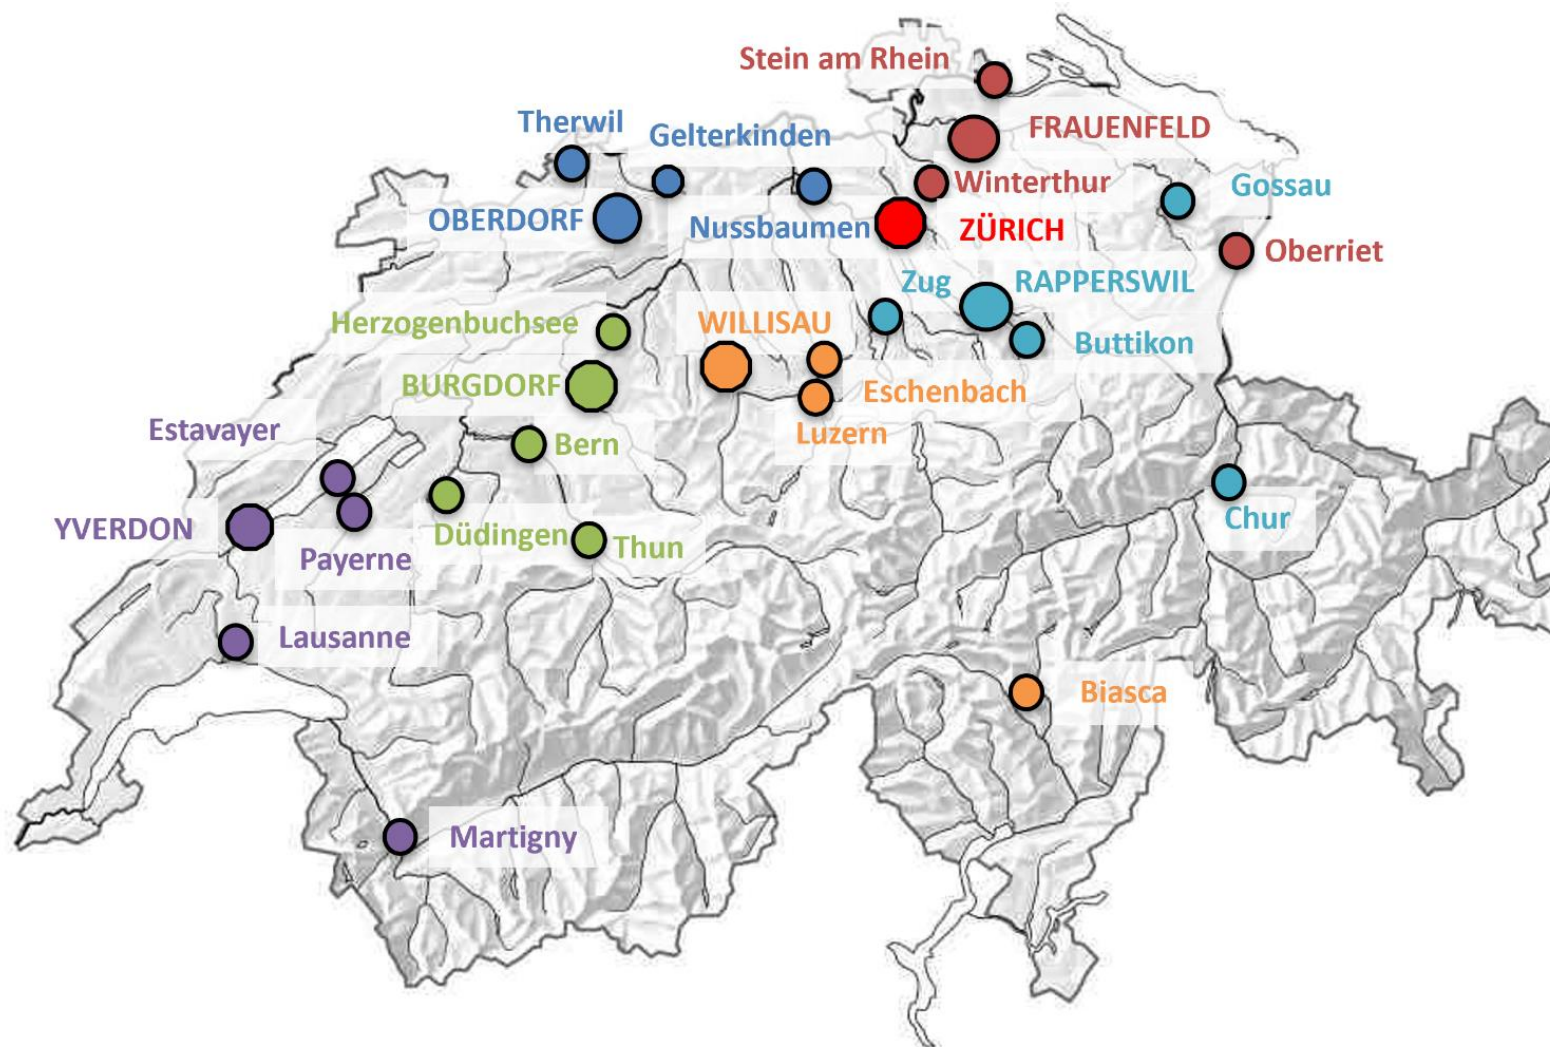 Stein am Rhein
Therwil
Gelterkinden
FRAUENFELD
Winterthur
Gossau
OBERDORF
Nussbaumen
ZÜRICH
Oberriet
Zug
RAPPERSWIL
Herzogenbuchsee
WILLISAU
Buttikon
BURGDORF
Eschenbach
Estavayer
Bern
Luzern
YVERDON
Düdingen
Thun
Chur
Payerne
Lausanne
Biasca
Martigny